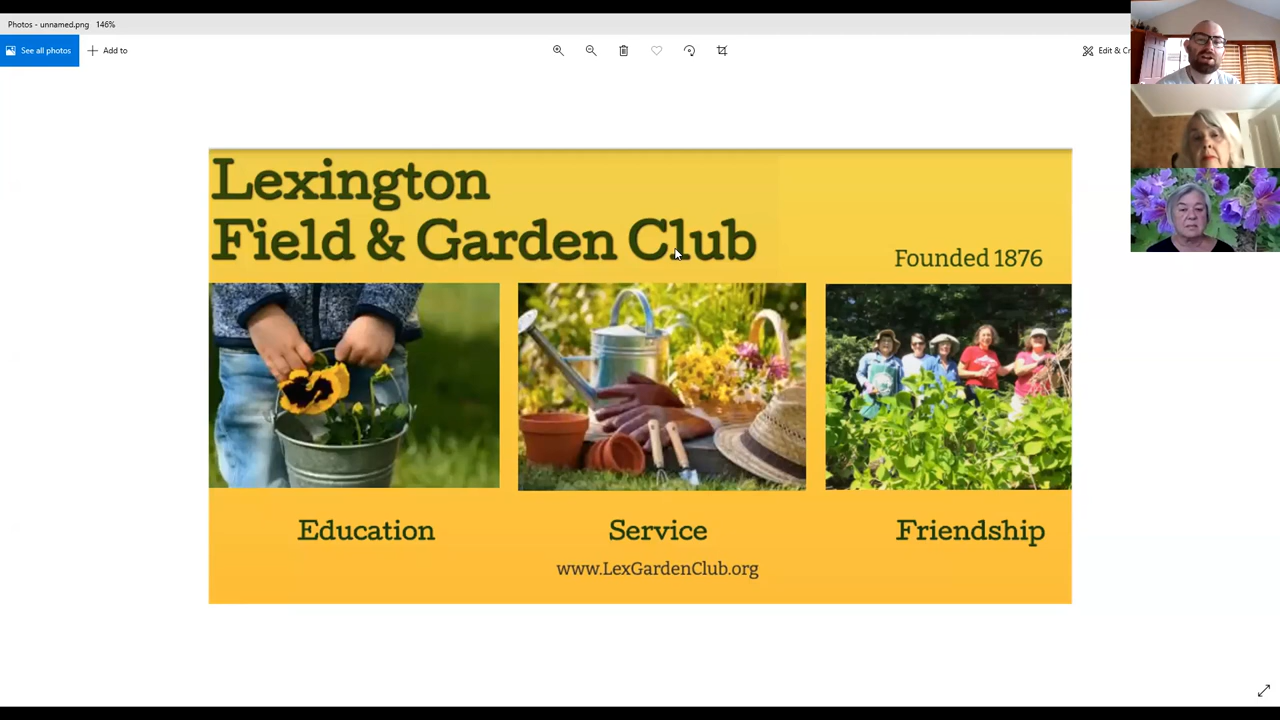 Photos - unnamed.png 146%
See all photos
Add to
Edit & Cr
Lexington
Field & Garden Club
Founded 1876
Education
Service
Friendship
www.LexGardenClub.org